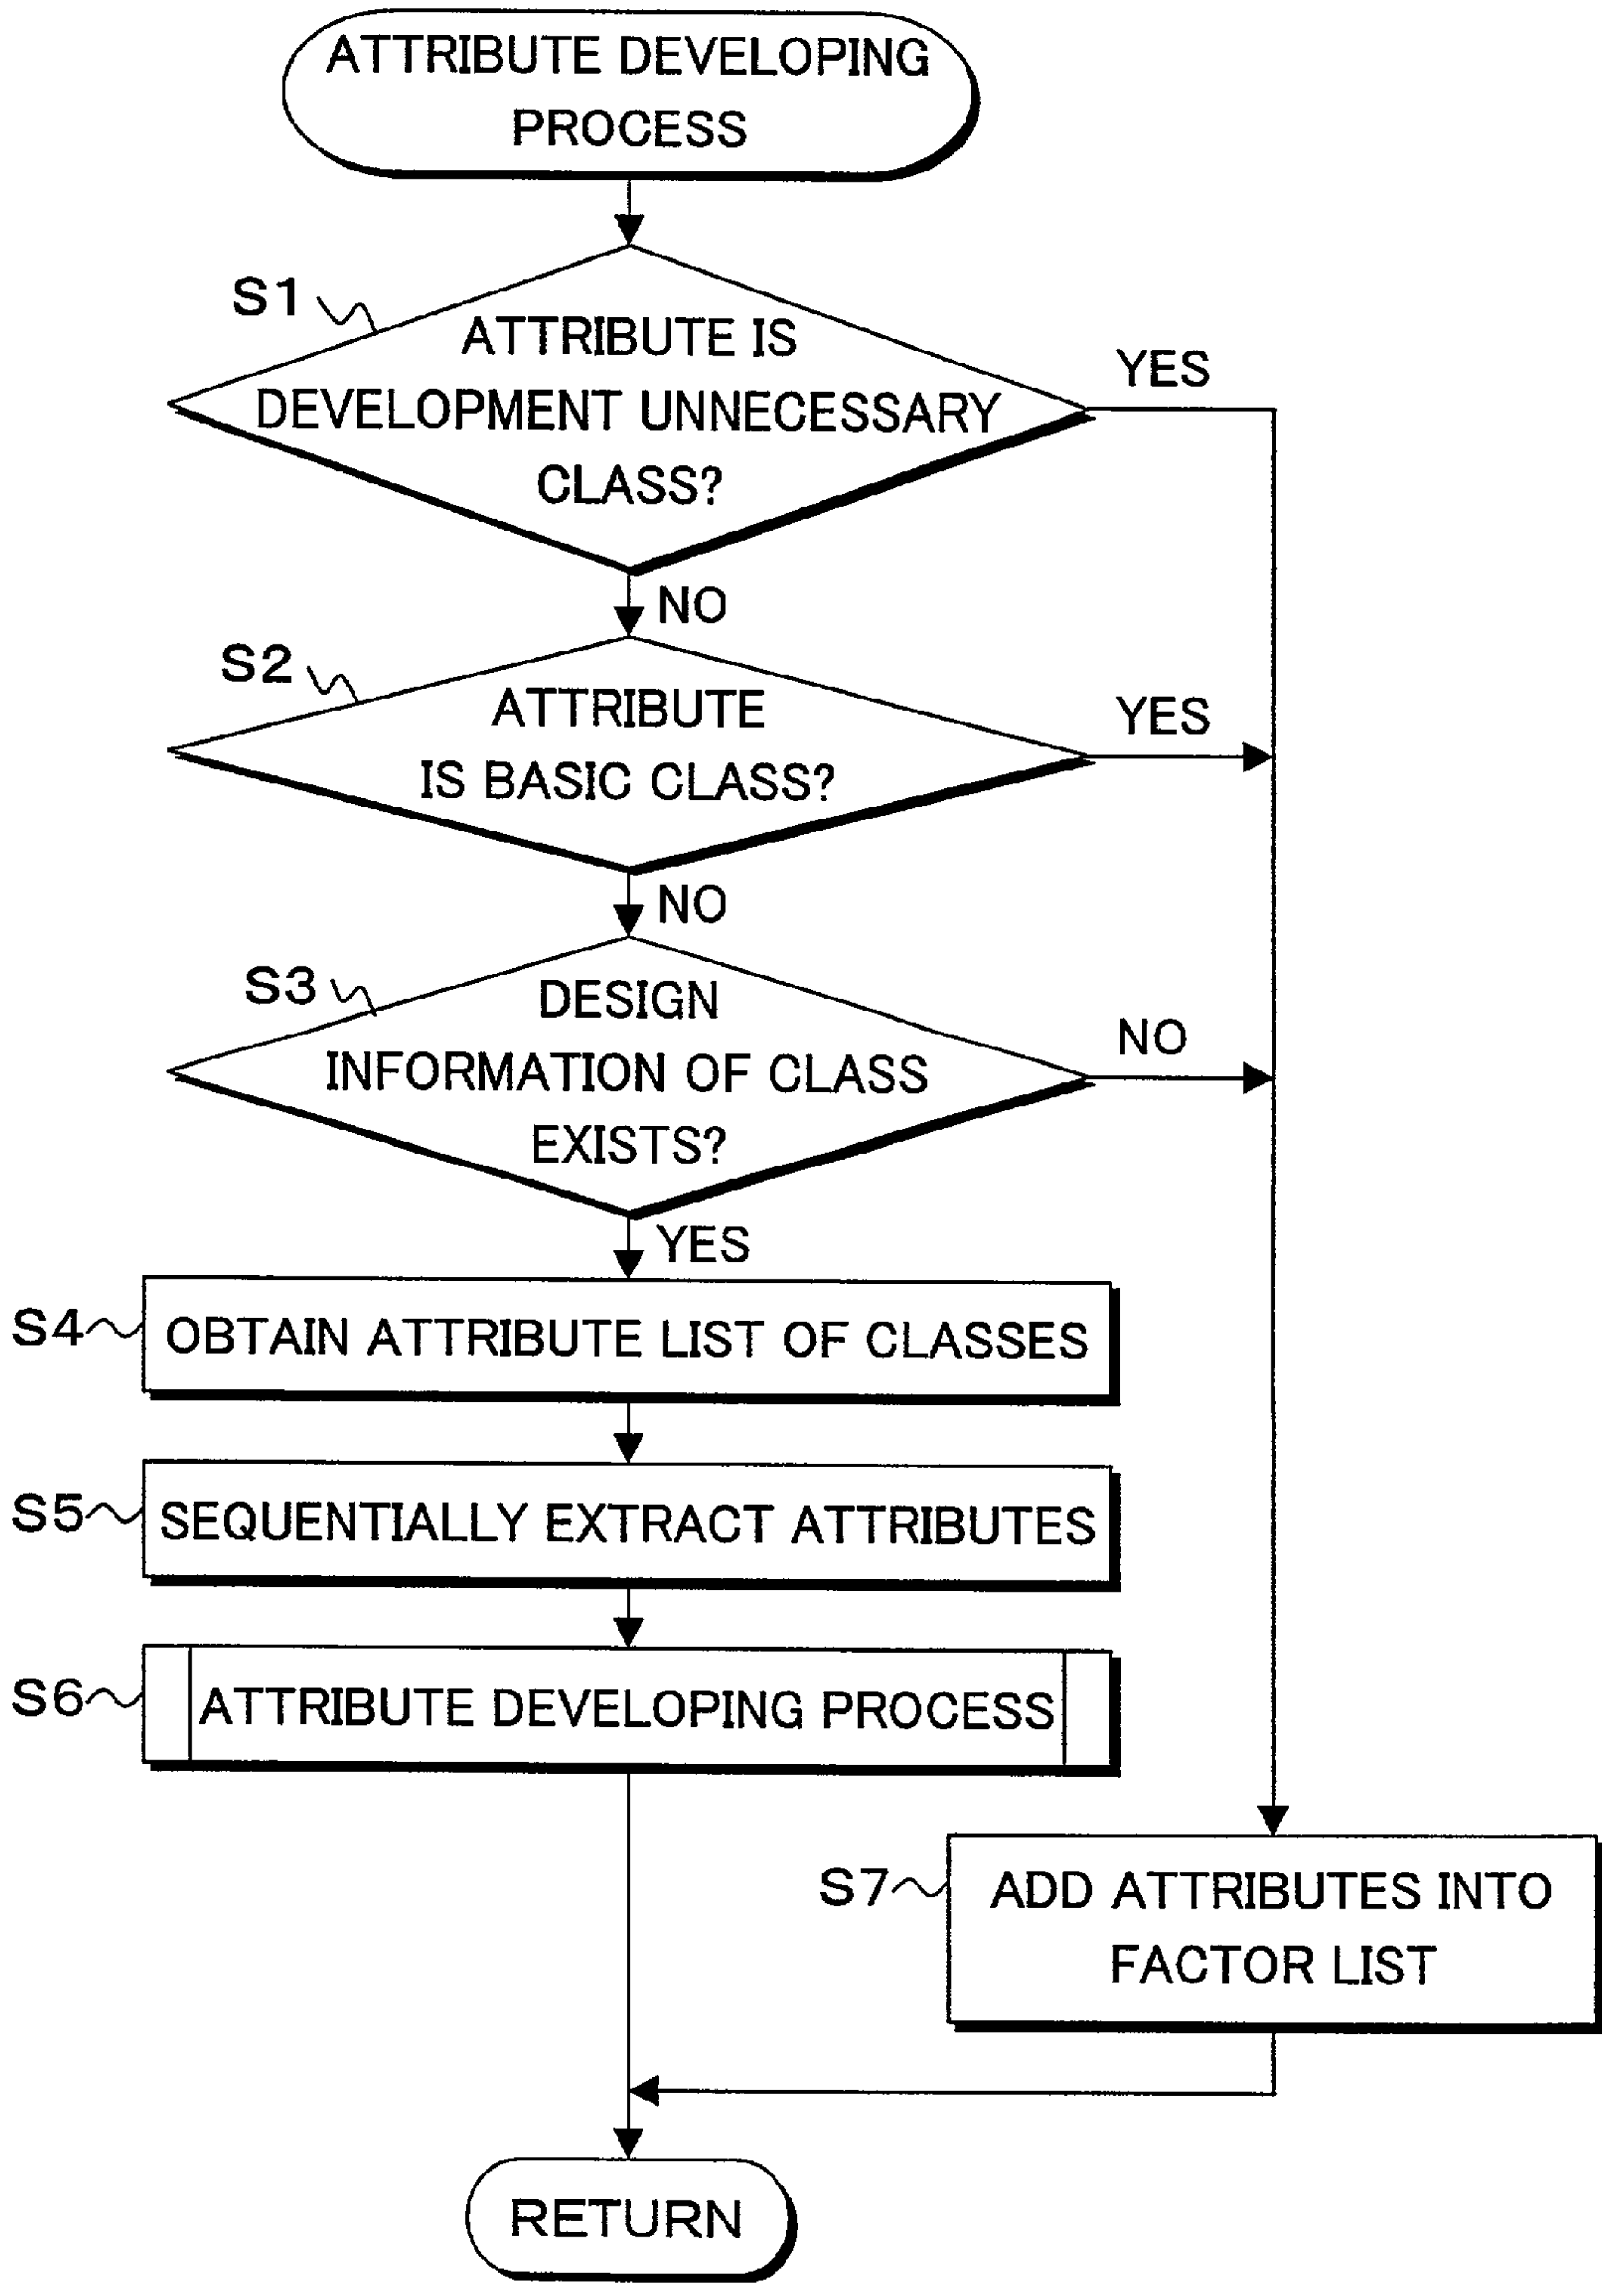 ATTRIBUTE DEVELOPING
PROCESS
S1
ATTRIBUTE IS
DEVELOPMENT UNNECESSARY
CLASS?
YES
NO
S2
ATTRIBUTE
IS BASIC CLASS?
YES
NO
S3
DESIGN
INFORMATION OF CLASS
EXISTS?
NO
YES
S4
OBTAIN ATTRIBUTE LIST OF CLASSES
S5
SEQUENTIALLY EXTRACT ATTRIBUTES
S6
ATTRIBUTE DEVELOPING PROCESS
S7
ADD ATTRIBUTES INTO
FACTOR LIST
RETURN